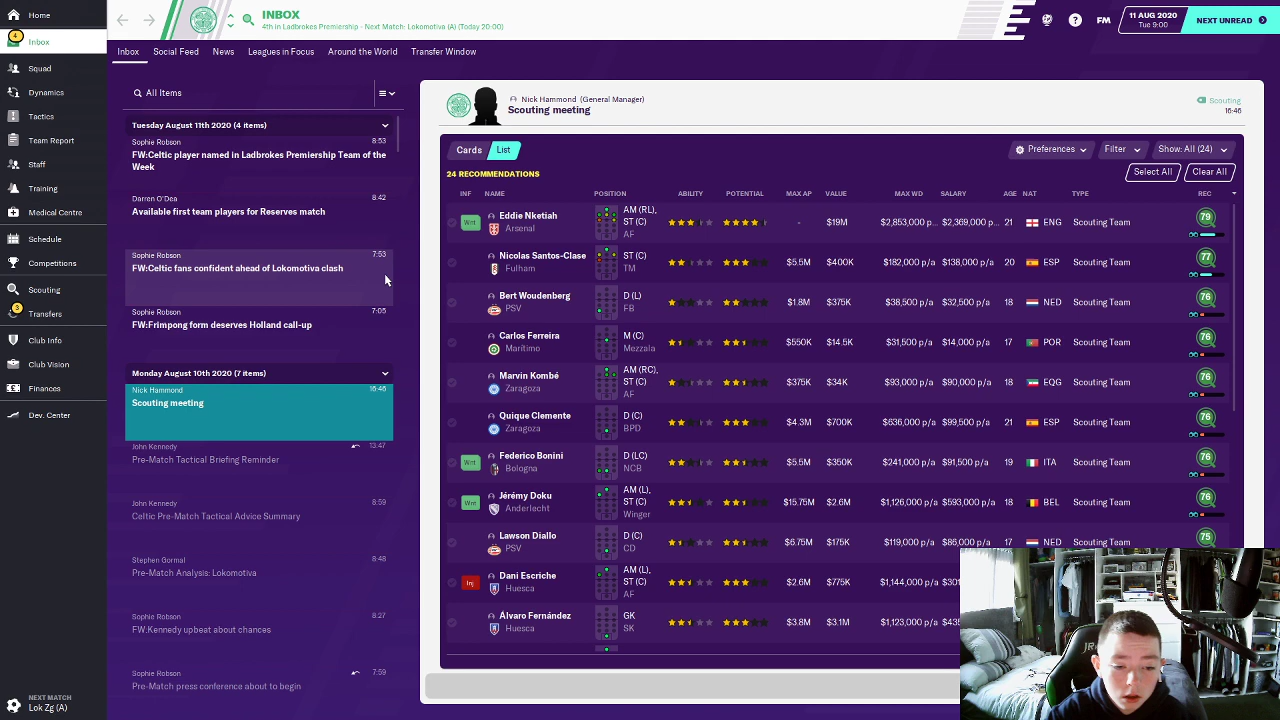 INBOX
4th in Ladbrokes Premiership - Next Match: Lokomotiva (A) (Today 20:00)
FM
11 AUG 2020
Tue 9:00
NEXT UNREAD
4
Inbox
Dynamics
Tactics
Team Report
Staff
Training
Medical Centre
Competitions
Scouting
3
Transfers
Club Info
Club Vision
Finances
Dev. Center
NEXT MATCH
Lok Zg (A)
Inbox Social Feed News Leagues in Focus Around the World Transfer Window
All Items
Tuesday August 11th 2020 (4 items)
Sophie Robson 8:53
FW:Celtic player named in Ladbrokes Premiership Team of the Week
Darren O'Dea 8:42
Available first team players for Reserves match
Sophie Robson 7:53
FW:Celtic fans confident ahead of Lokomotiva clash
Sophie Robson 7:05
FW:Frimpong form deserves Holland call-up
Monday August 10th 2020 (7 items)
Nick Hammond 16:46
Scouting meeting
John Kennedy 13:47
Pre-Match Tactical Briefing Reminder
John Kennedy 8:59
Celtic Pre-Match Tactical Advice Summary
Stephen Gormal 8:48
Pre-Match Analysis: Lokomotiva
Sophie Robson 8:27
FW:Kennedy upbeat about chances
Sophie Robson 7:59
Pre-Match press conference about to begin
Nick Hammond (General Manager)
Scouting meeting
Scouting
16:46
Cards List
Preferences Filter Show: All (24)
24 RECOMMENDATIONS
Select All Clear All
INF NAME POSITION ABILITY POTENTIAL MAX AP VALUE MAX WD SALARY AGE NAT TYPE REC
Wnt Eddie Nketiah Arsenal AM (RL), ST (C) AF - $19M $2,853,000 p... $2,369,000 p... 21 ENG Scouting Team 79
Nicolas Santos-Clase Fulham ST (C) TM $5.5M $400K $182,000 p/a $138,000 p/a 20 ESP Scouting Team 77
Bert Woudenberg PSV D (L) FB $1.8M $375K $38,500 p/a $32,500 p/a 18 NED Scouting Team 76
Carlos Ferreira Marítimo M (C) Mezzala $550K $14.5K $31,500 p/a $14,000 p/a 17 POR Scouting Team 76
Marvin Kombé Zaragoza AM (RC), ST (C) AF $375K $34K $93,000 p/a $90,000 p/a 18 EQG Scouting Team 76
Quique Clemente Zaragoza D (C) BPD $4.3M $700K $636,000 p/a $99,500 p/a 21 ESP Scouting Team 76
Wnt Federico Bonini Bologna D (LC) NCB $5.5M $350K $241,000 p/a $91,500 p/a 19 ITA Scouting Team 76
Wnt Jérémy Doku Anderlecht AM (L), ST (C) Winger $15.75M $2.6M $1,126,000 p/a $593,000 p/a 18 BEL Scouting Team 76
Lawson Diallo PSV D (C) CD $6.75M $175K $119,000 p/a $86,000 p/a 17 NED Scouting Team 75
Inj Dani Escriche Huesca AM (L), ST (C) AF $2.6M $775K $1,144,000 p/a $301
Álvaro Fernández Huesca GK SK $3.8M $3.1M $1,123,000 p/a $435